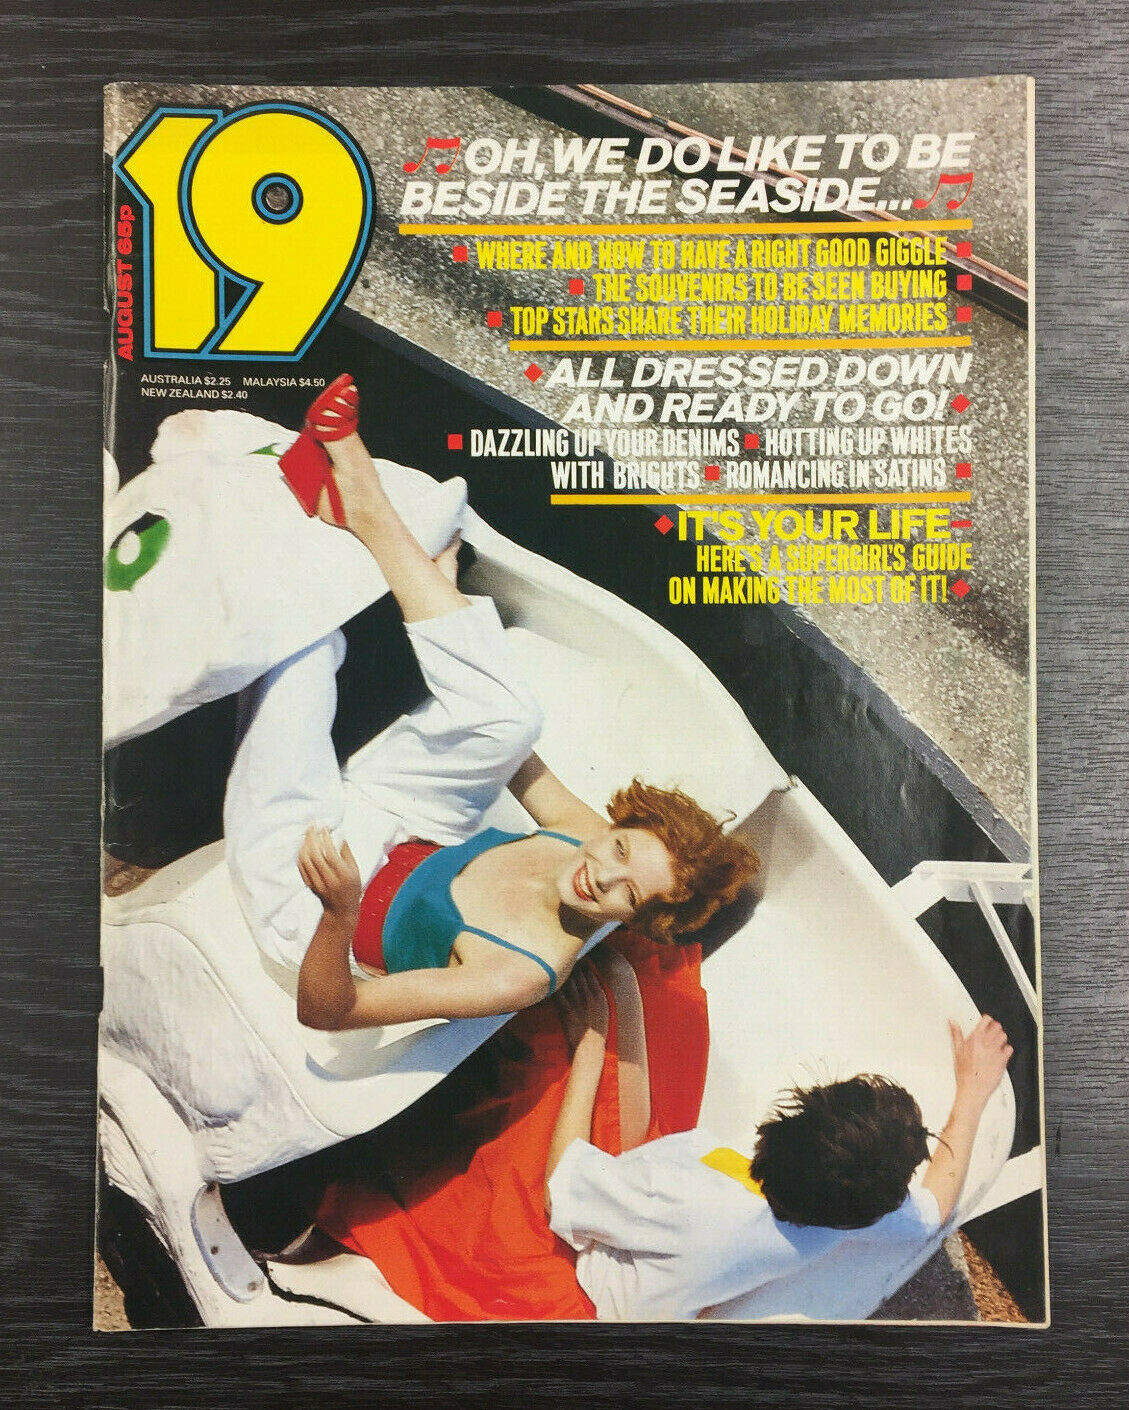 19
AUGUST 65p
AUSTRALIA $2.25 MALAYSIA $4.50
NEW ZEALAND $2.40
OH, WE DO LIKE TO BE
BESIDE THE SEASIDE...
WHERE AND HOW TO HAVE A RIGHT GOOD GIGGLE
THE SOUVENIRS TO BE SEEN BUYING
TOP STARS SHARE THEIR HOLIDAY MEMORIES
ALL DRESSED DOWN
AND READY TO GO!
DAZZLING UP YOUR DENIMS ■ HOTTING UP WHITES
WITH BRIGHTS ■ ROMANCING IN SATINS
IT'S YOUR LIFE–
HERE'S A SUPERGIRL'S GUIDE
ON MAKING THE MOST OF IT!